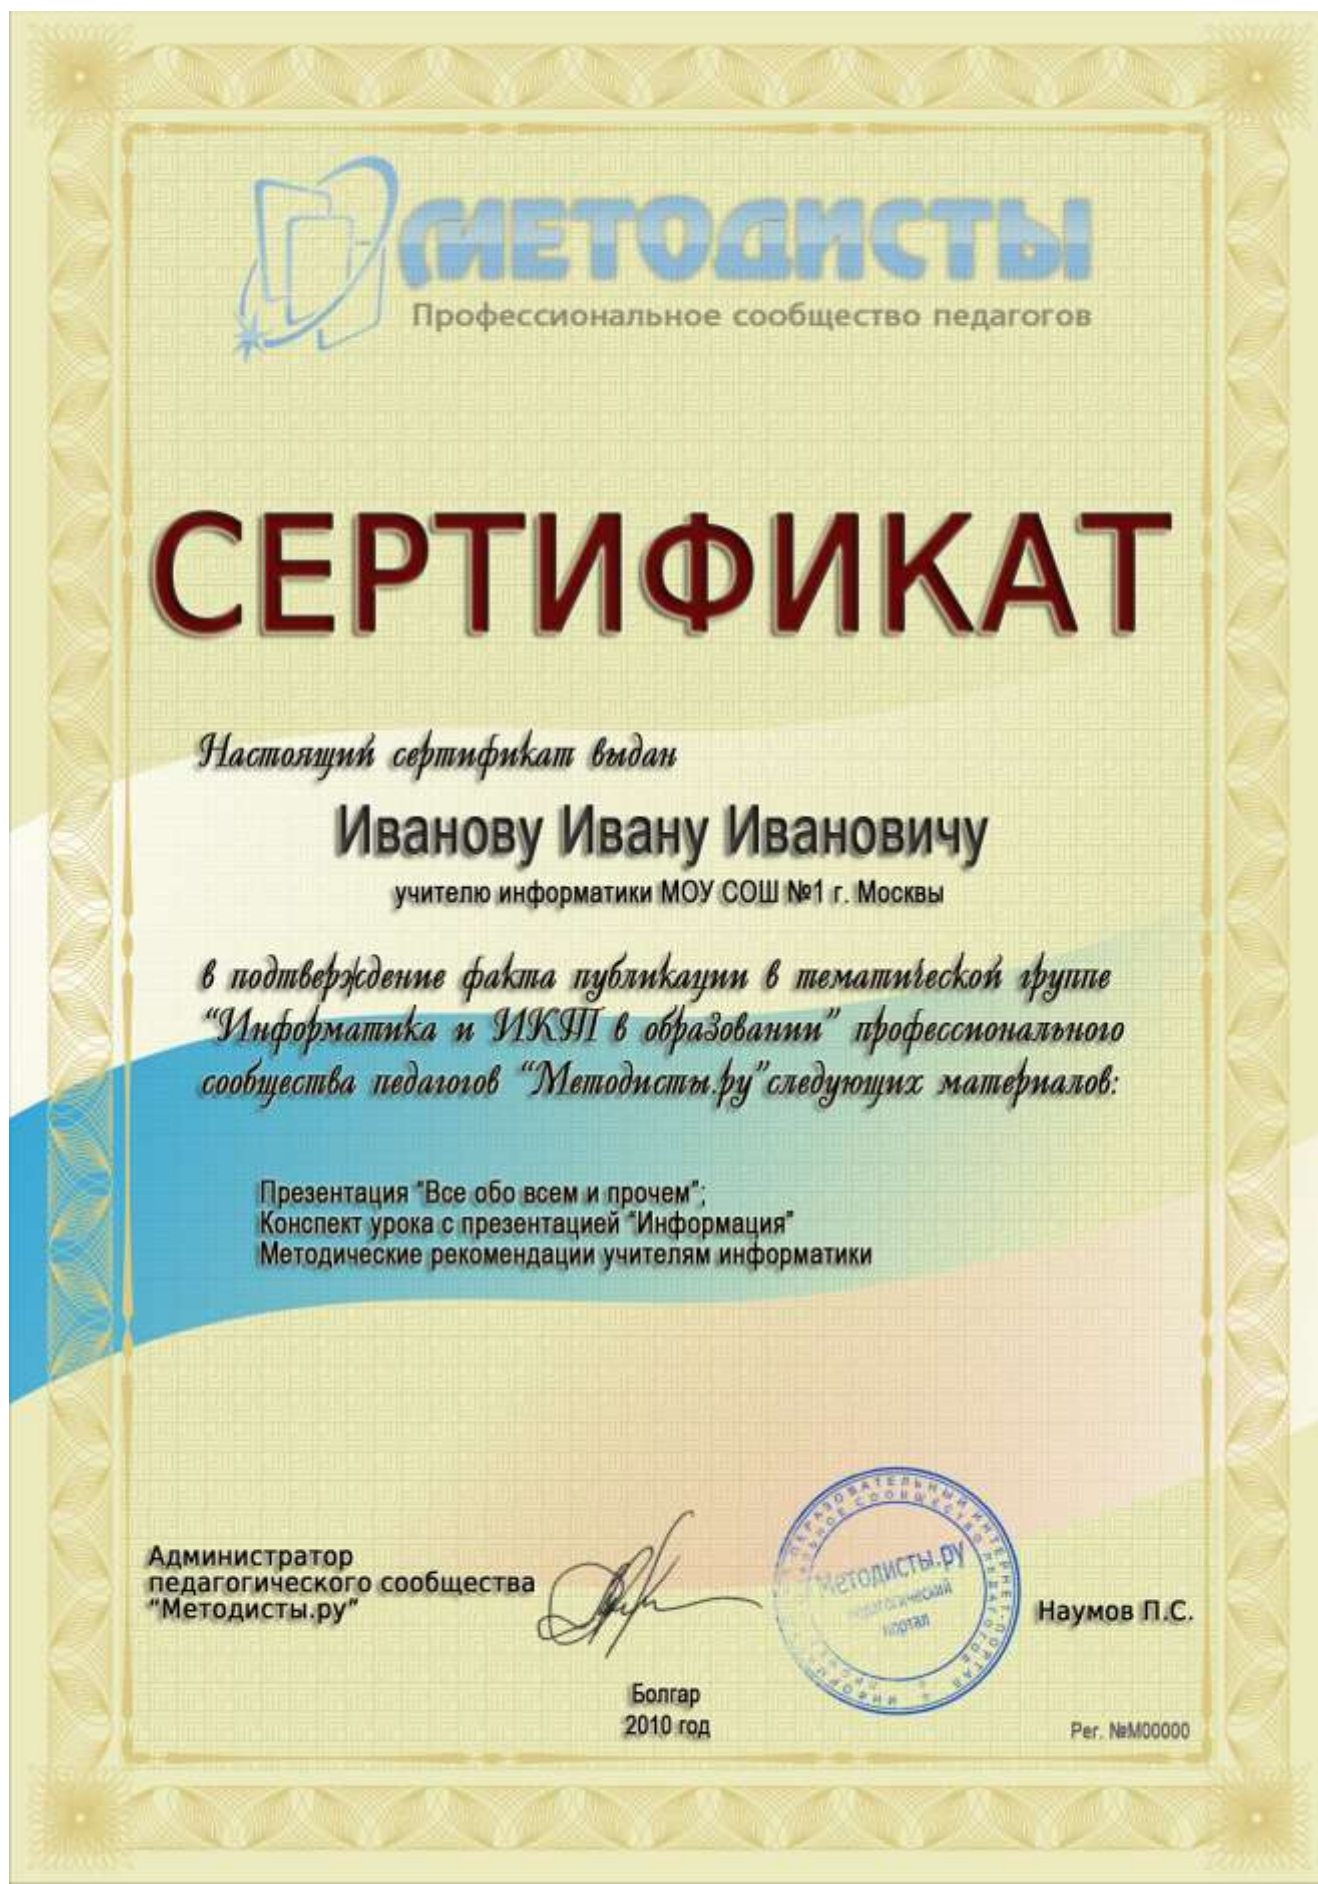 МЕТОДИСТЫ
Профессиональное сообщество педагогов
СЕРТИФИКАТ
Настоящий сертификат выдан
Иванову Ивану Ивановичу
учителю информатики МОУ СОШ №1 г. Москвы
в подтверждение факта публикации в тематической группе
“Информатика и ИКТ в образовании” профессионального
сообщества педагогов “Методисты.ру”следующих материалов:
Презентация "Все обо всем и прочем";
Конспект урока с презентацией "Информация"
Методические рекомендации учителям информатики
Администратор
педагогического сообщества
“Методисты.ру”
Методисты.ру
педагогический
портал
Наумов П.С.
Болгар
2010 год
Рег. №М00000